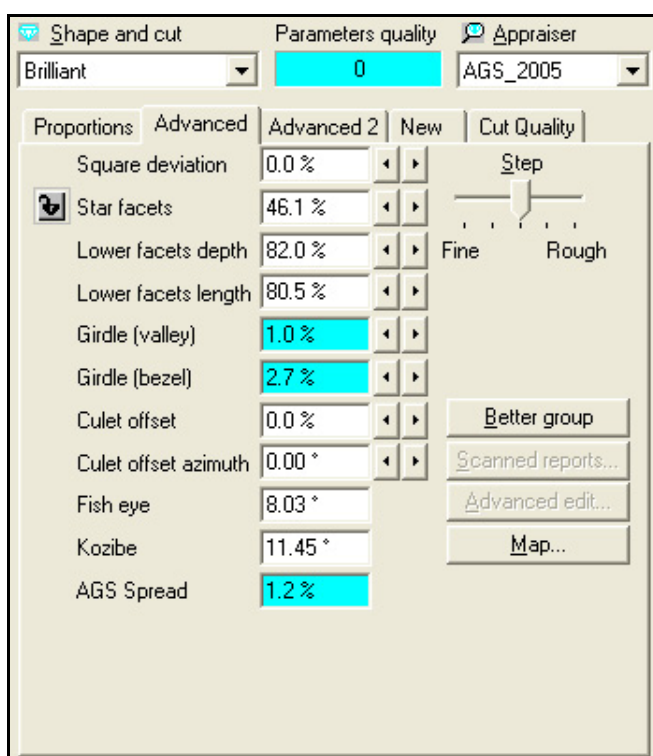 Shape and cut Parameters quality Appraiser
Brilliant 0 AGS_2005
Proportions Advanced Advanced 2 New Cut Quality
Square deviation 0.0 % Step
Star facets 46.1 %
Lower facets depth 82.0 % Fine Rough
Lower facets length 80.5 %
Girdle (valley) 1.0 %
Girdle (bezel) 2.7 %
Culet offset 0.0 % Better group
Culet offset azimuth 0.00 ° Scanned reports...
Fish eye 8.03 ° Advanced edit...
Kozibe 11.45 ° Map...
AGS Spread 1.2 %